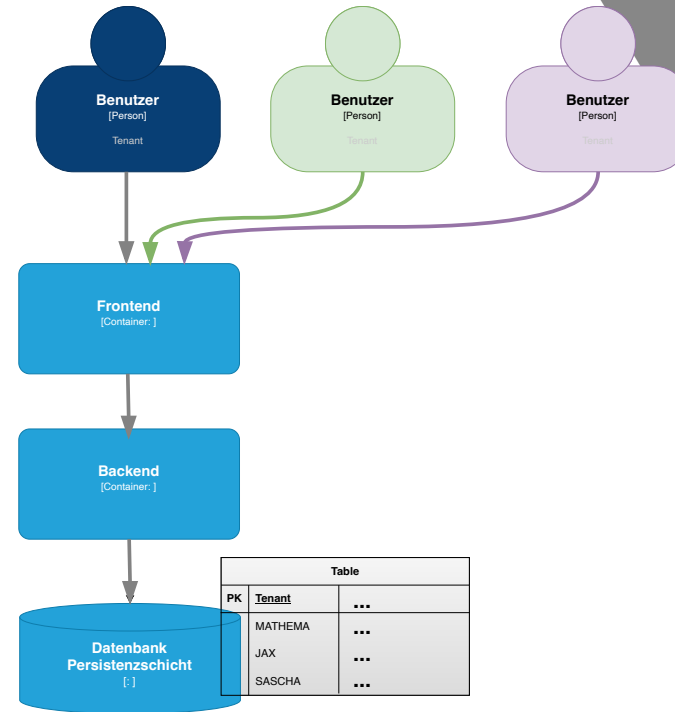 Benutzer
[Person]
Tenant
Benutzer
[Person]
Tenant
Benutzer
[Person]
Tenant
Frontend
[Container: ]
Backend
[Container: ]
Table
PK Tenant ...
MATHEMA ...
JAX ...
SASCHA ...
Datenbank
Persistenzschicht
[: ]